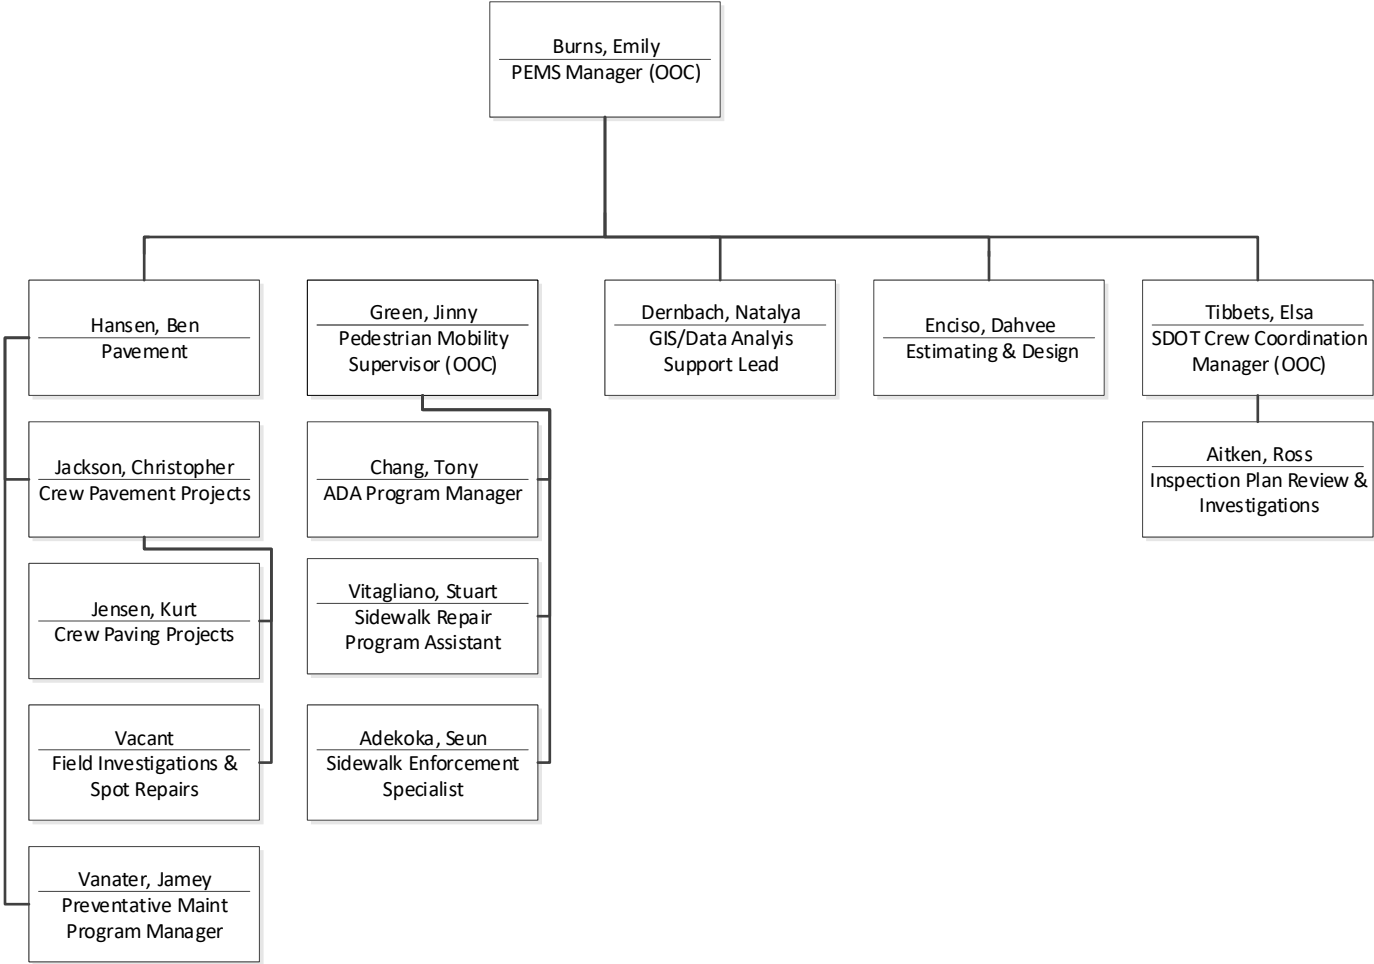 Burns, Emily
PEMS Manager (OOC)
Hansen, Ben
Pavement
Green, Jinny
Pedestrian Mobility
Supervisor (OOC)
Dernbach, Natalya
GIS/Data Analyis
Support Lead
Enciso, Dahvee
Estimating & Design
Tibbets, Elsa
SDOT Crew Coordination
Manager (OOC)
Jackson, Christopher
Crew Pavement Projects
Chang, Tony
ADA Program Manager
Aitken, Ross
Inspection Plan Review &
Investigations
Jensen, Kurt
Crew Paving Projects
Vitagliano, Stuart
Sidewalk Repair
Program Assistant
Vacant
Field Investigations &
Spot Repairs
Adekoka, Seun
Sidewalk Enforcement
Specialist
Vanater, Jamey
Preventative Maint
Program Manager